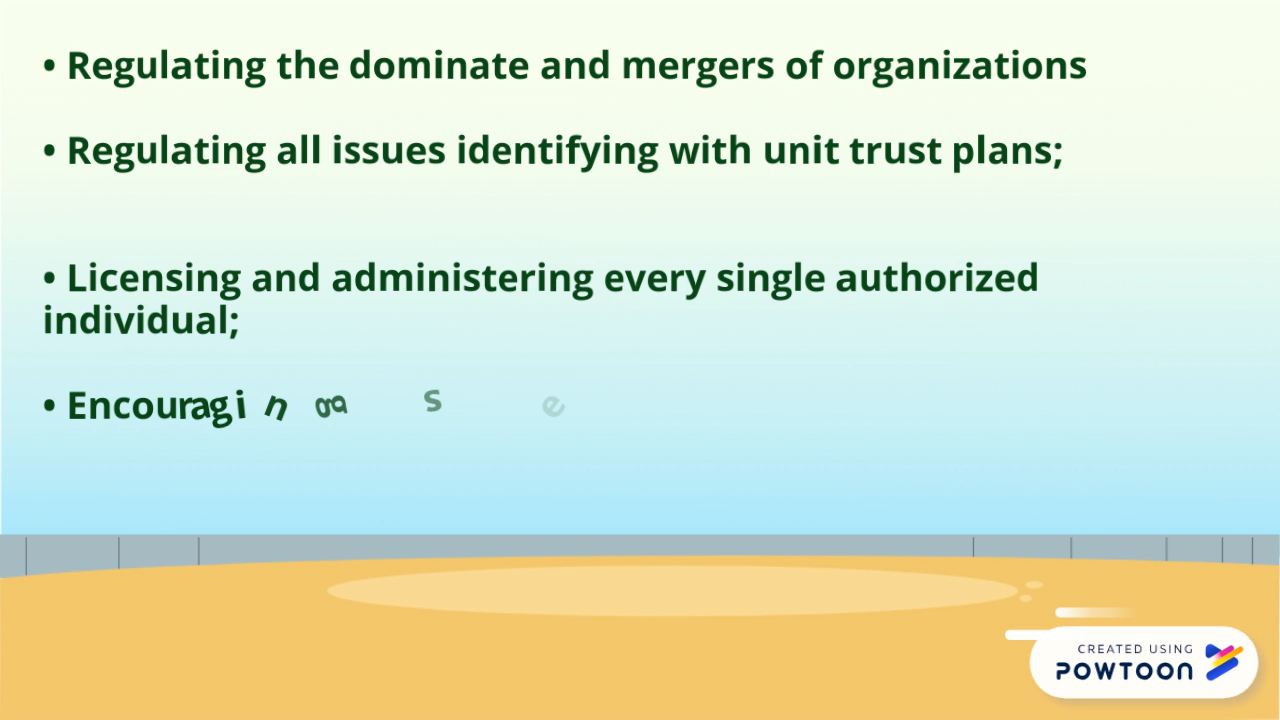 • Regulating the dominate and mergers of organizations
• Regulating all issues identifying with unit trust plans;
• Licensing and administering every single authorized
individual;
• Encouraging
CREATED USING
POWTOON